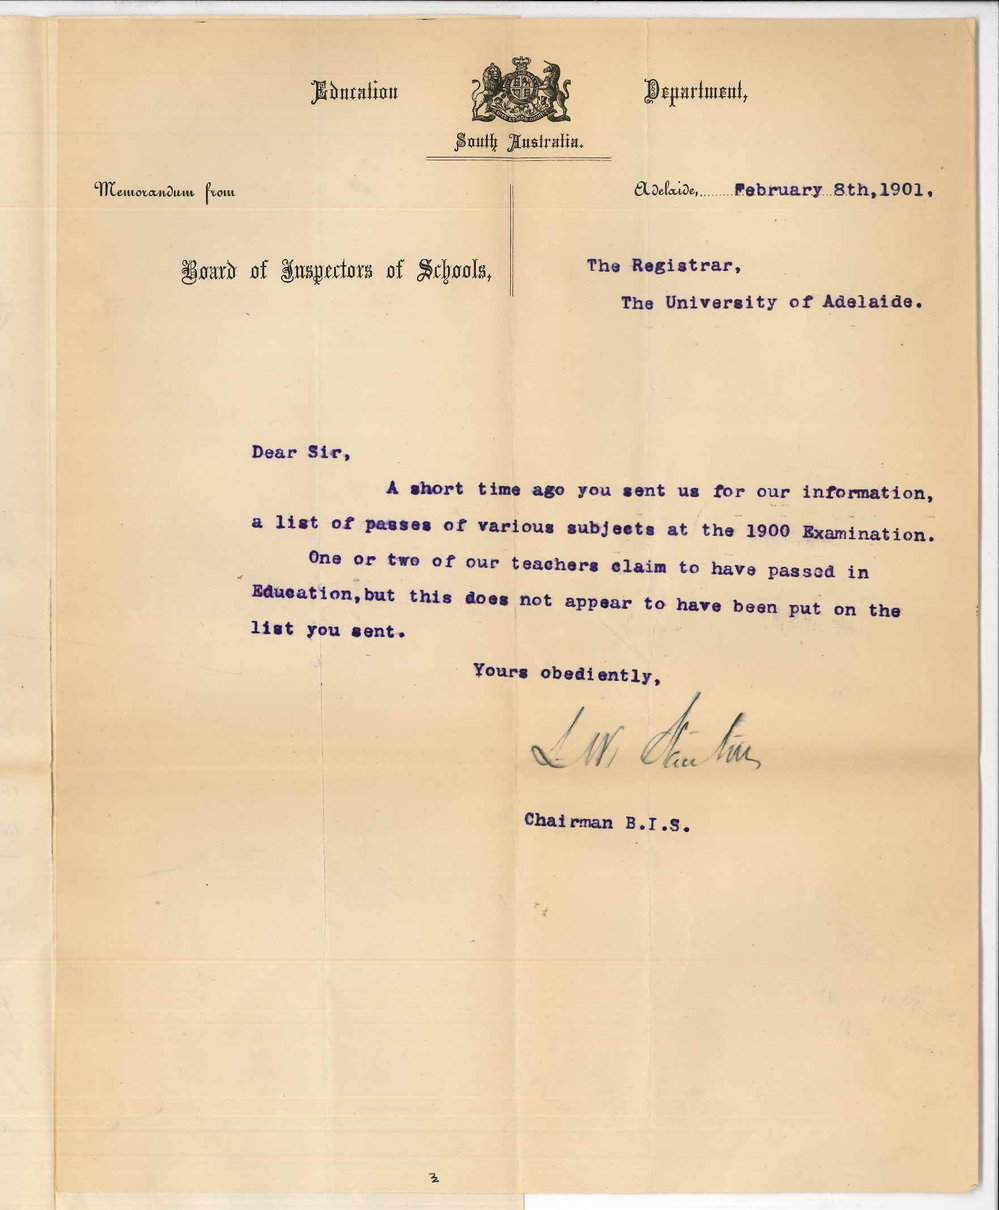 Education Department,
South Australia.
Memorandum from
Adelaide, February 8th,1901.
Board of Inspectors of Schools,
The Registrar,
The University of Adelaide.
Dear Sir,
A short time ago you sent us for our information,
a list of passes of various subjects at the 1900 Examination.
One or two of our teachers claim to have passed in
Education,but this does not appear to have been put on the
list you sent.
Yours obediently,
L W Stanton
Chairman B.I.S.
3